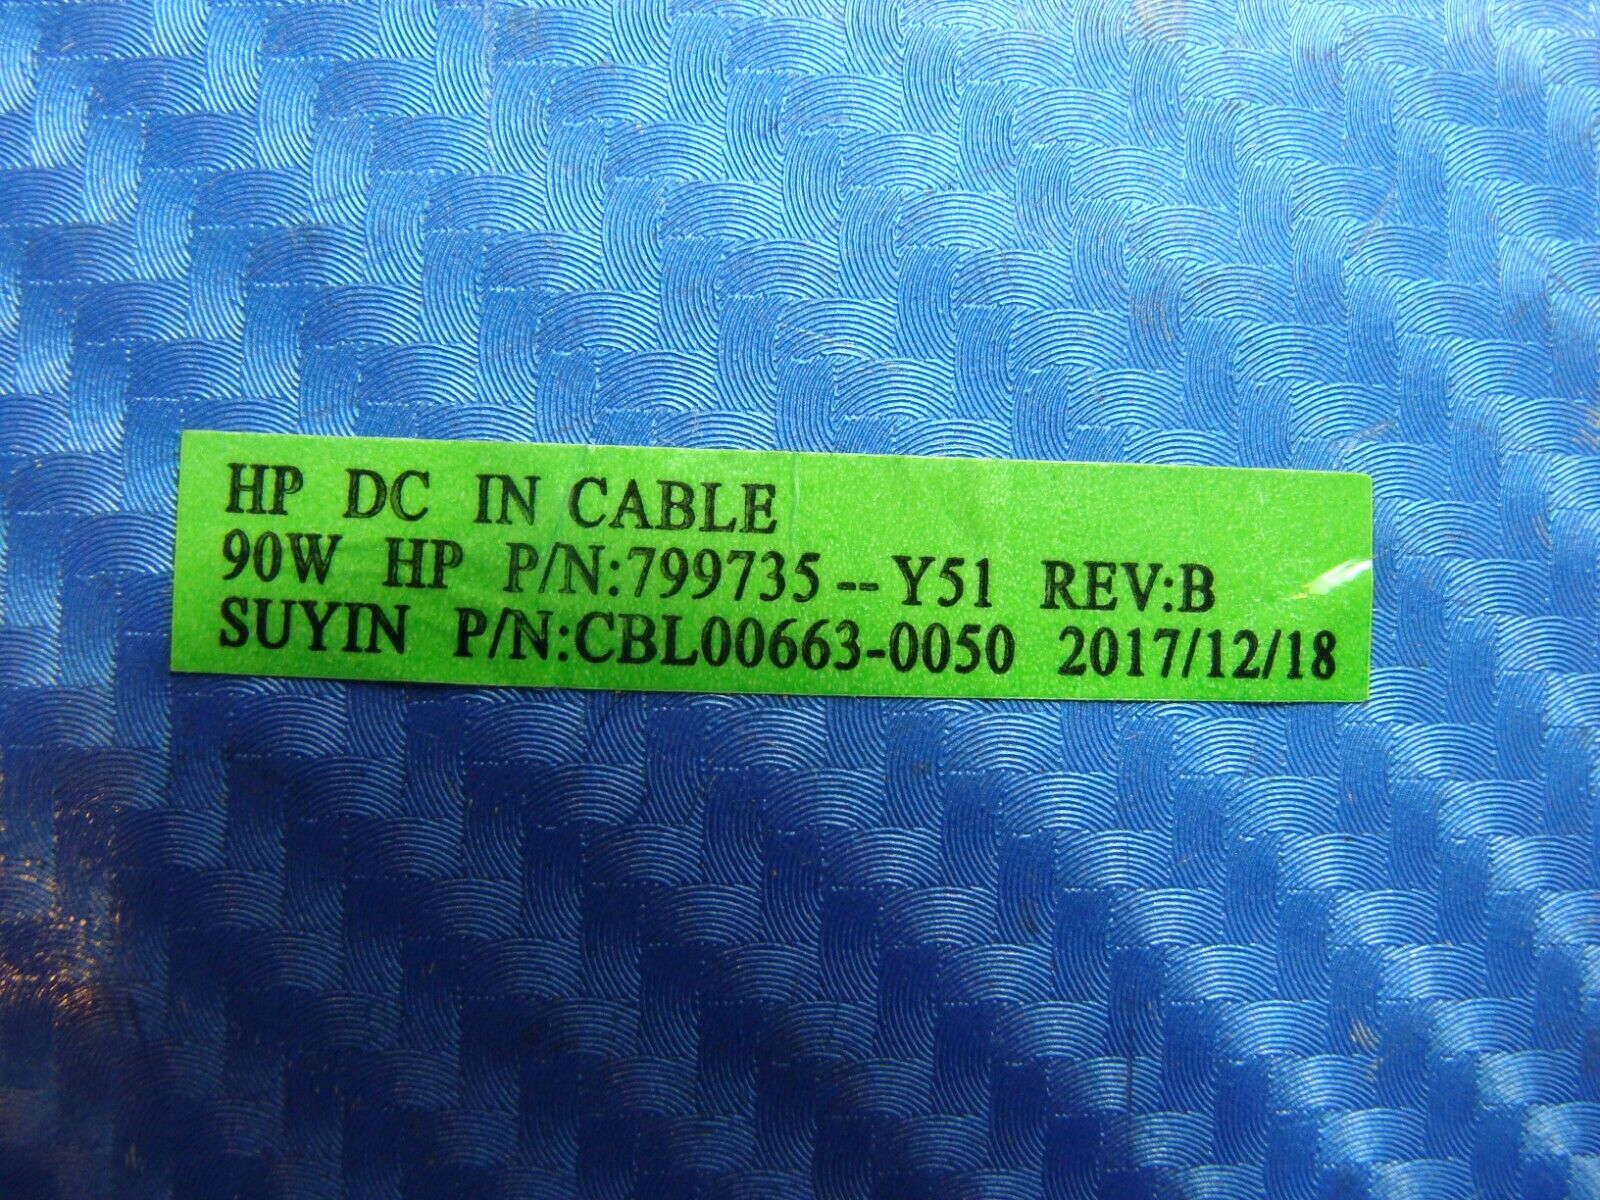 HP DC IN CABLE
90W HP P/N:799735--Y51 REV:B
SUYIN P/N:CBL00663-0050 2017/12/18